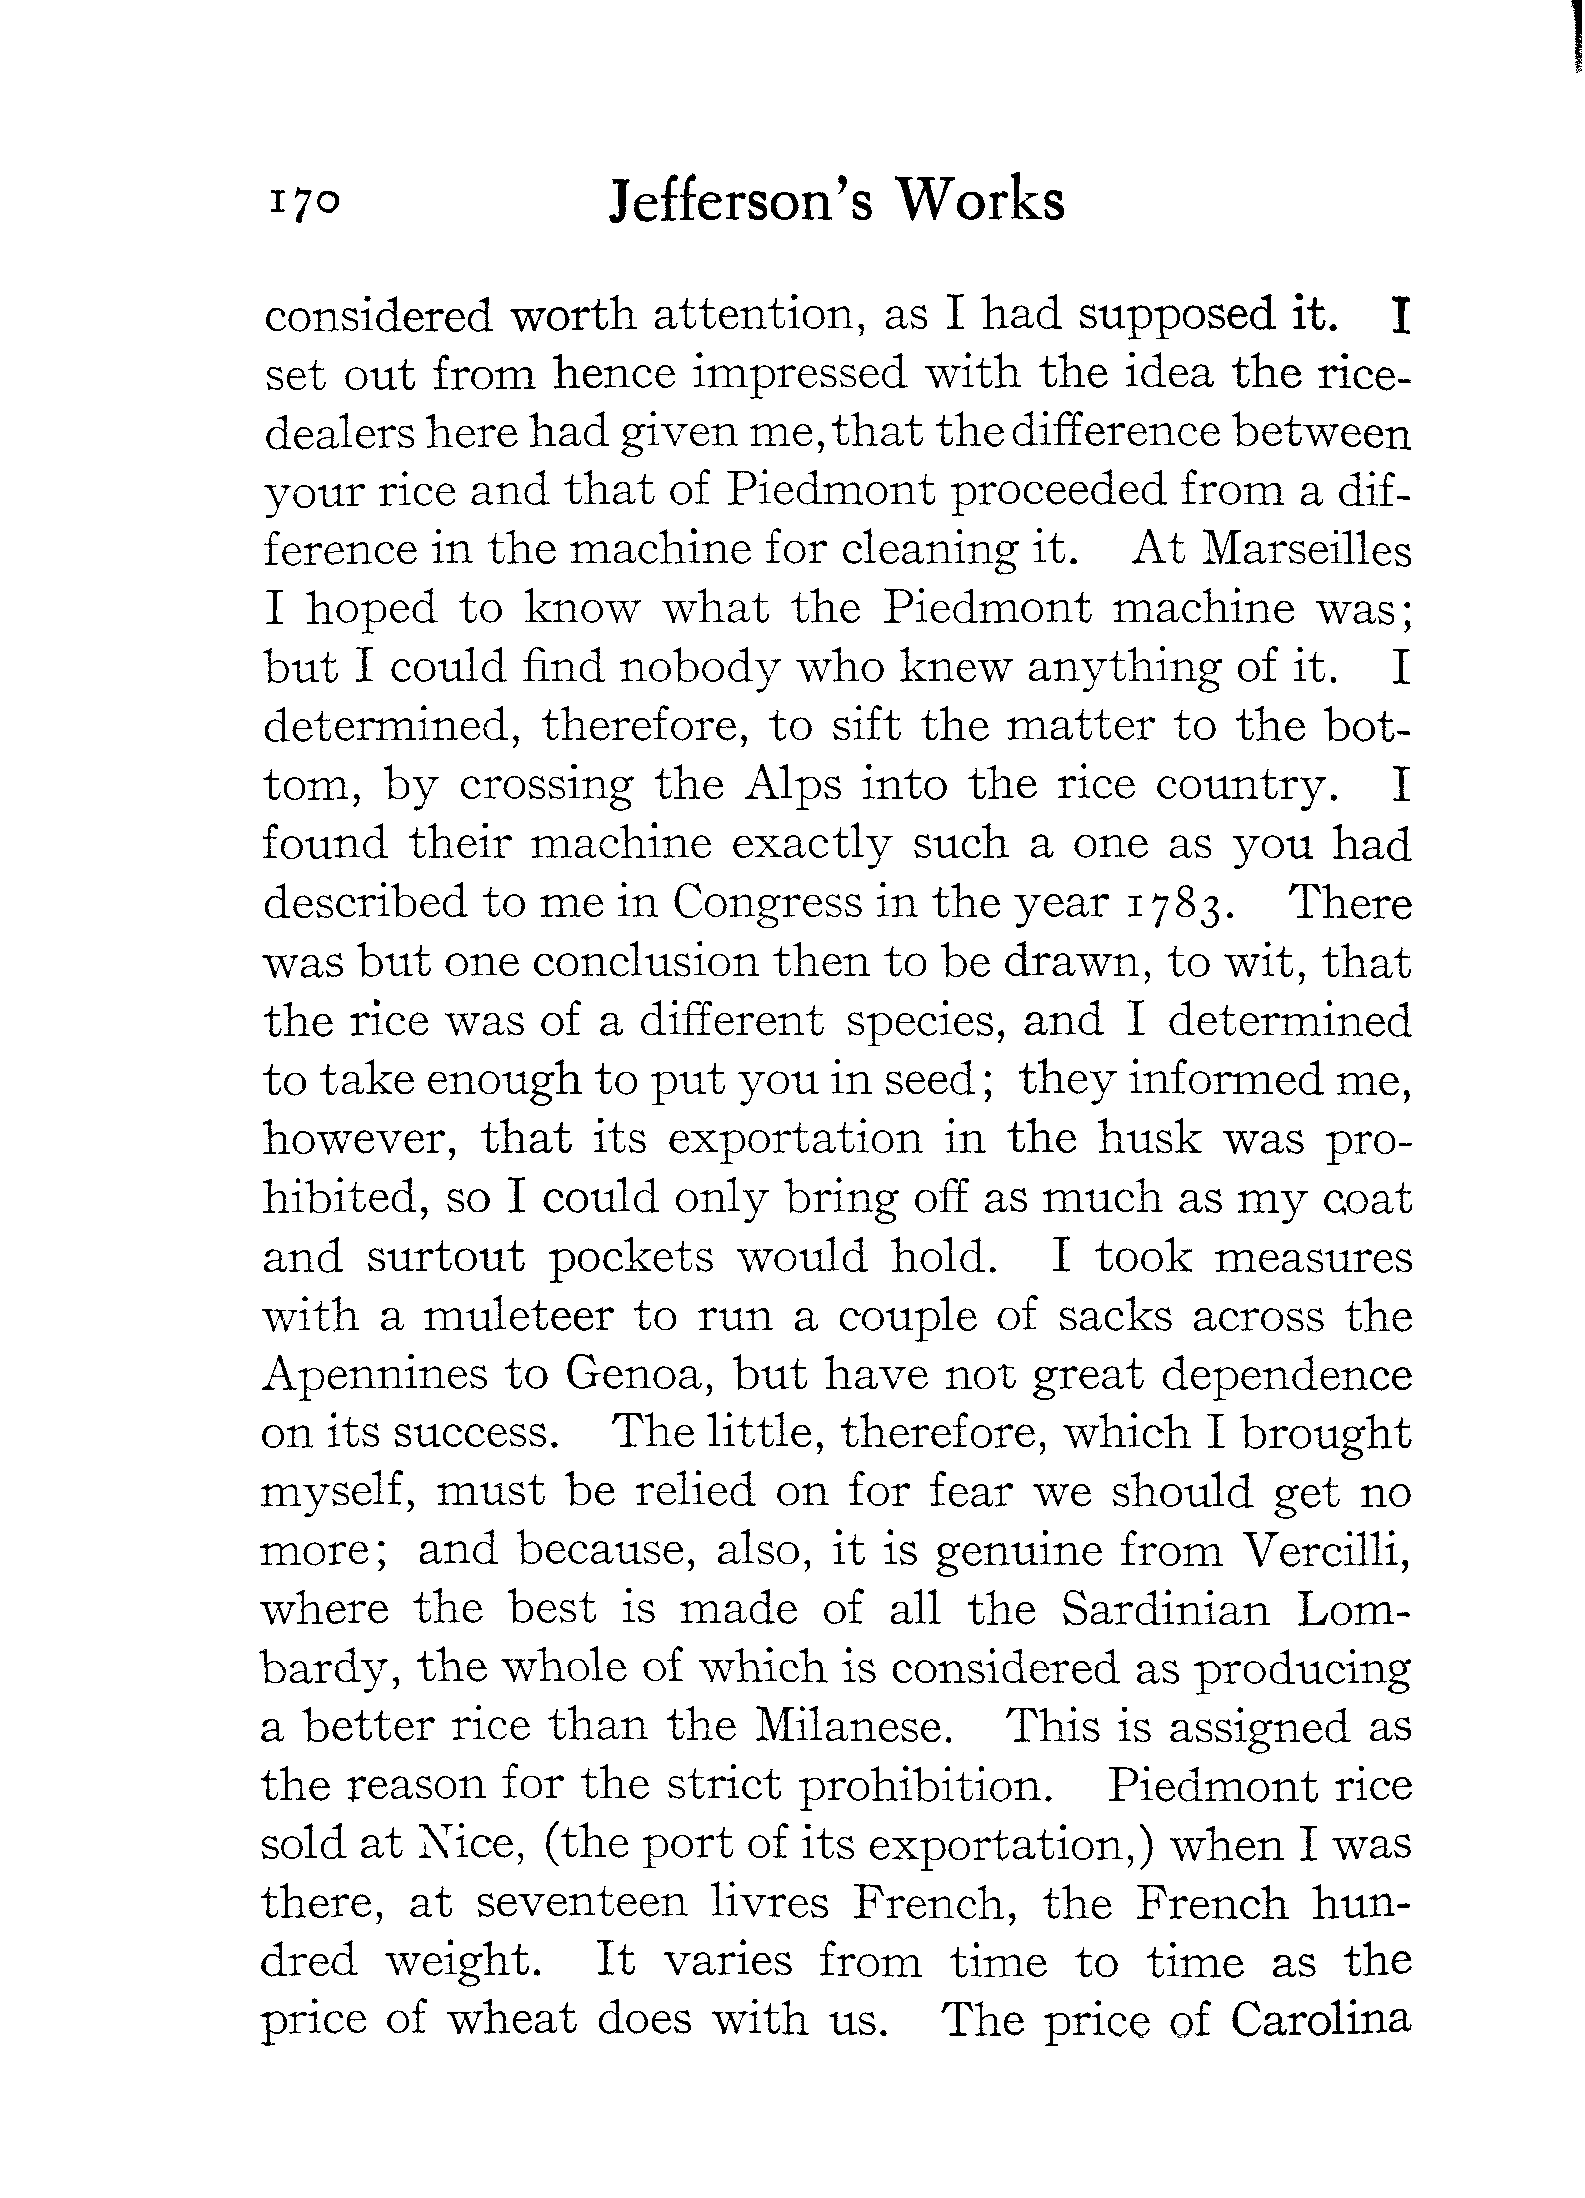 170 Jefferson's Works
considered worth attention, as I had supposed it. I
set out from hence impressed with the idea the rice-
dealers here had given me, that the difference between
your rice and that of Piedmont proceeded from a dif-
ference in the machine for cleaning it. At Marseilles
I hoped to know what the Piedmont machine was;
but I could find nobody who knew anything of it. I
determined, therefore, to sift the matter to the bot-
tom, by crossing the Alps into the rice country. I
found their machine exactly such a one as you had
described to me in Congress in the year 1783. There
was but one conclusion then to be drawn, to wit, that
the rice was of a different species, and I determined
to take enough to put you in seed; they informed me,
however, that its exportation in the husk was pro-
hibited, so I could only bring off as much as my coat
and surtout pockets would hold. I took measures
with a muleteer to run a couple of sacks across the
Apennines to Genoa, but have not great dependence
on its success. The little, therefore, which I brought
myself, must be relied on for fear we should get no
more; and because, also, it is genuine from Vercilli,
where the best is made of all the Sardinian Lom-
bardy, the whole of which is considered as producing
a better rice than the Milanese. This is assigned as
the reason for the strict prohibition. Piedmont rice
sold at Nice, (the port of its exportation,) when I was
there, at seventeen livres French, the French hun-
dred weight. It varies from time to time as the
price of wheat does with us. The price of Carolina